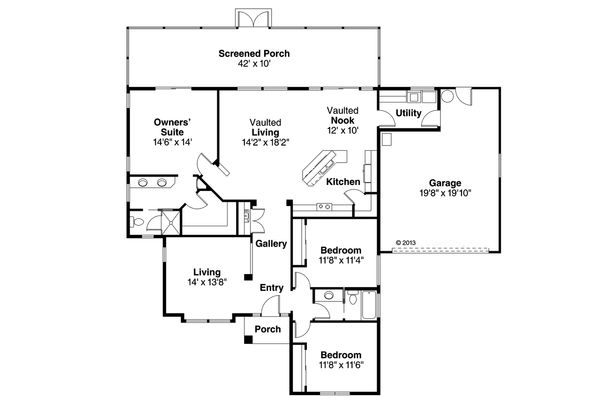 Screened Porch
42' x 10'
Owners'
Suite
14'6" x 14'
Vaulted
Living
14'2" x 18'2"
Vaulted
Nook
12' x 10'
Utility
Kitchen
Garage
19'8" x 19'10"
© 2013
Gallery
Bedroom
11'8" x 11'4"
Living
14' x 13'8"
Entry
Porch
Bedroom
11'8" x 11'6"